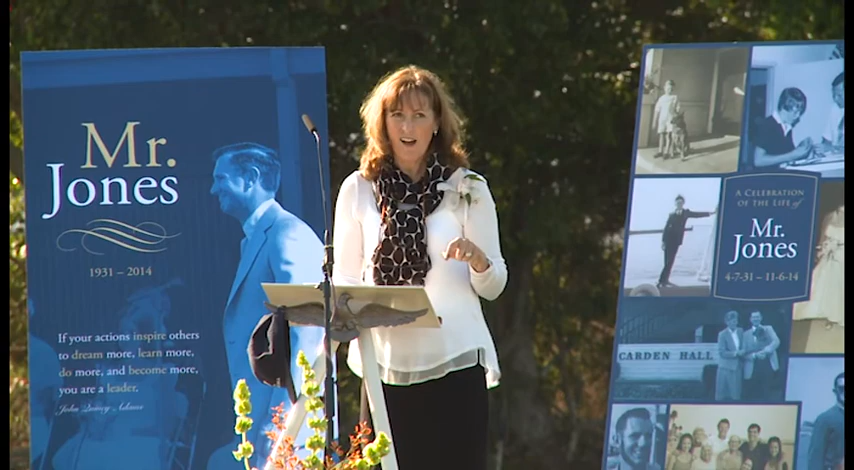 Mr.
Jones
1931 – 2014
If your actions inspire others
to dream more, learn more,
do more, and become more,
you are a leader.
John Quincy Adams
A CELEBRATION
OF THE LIFE of
Mr.
Jones
4-7-31 – 11-6-14
CARDEN HALL